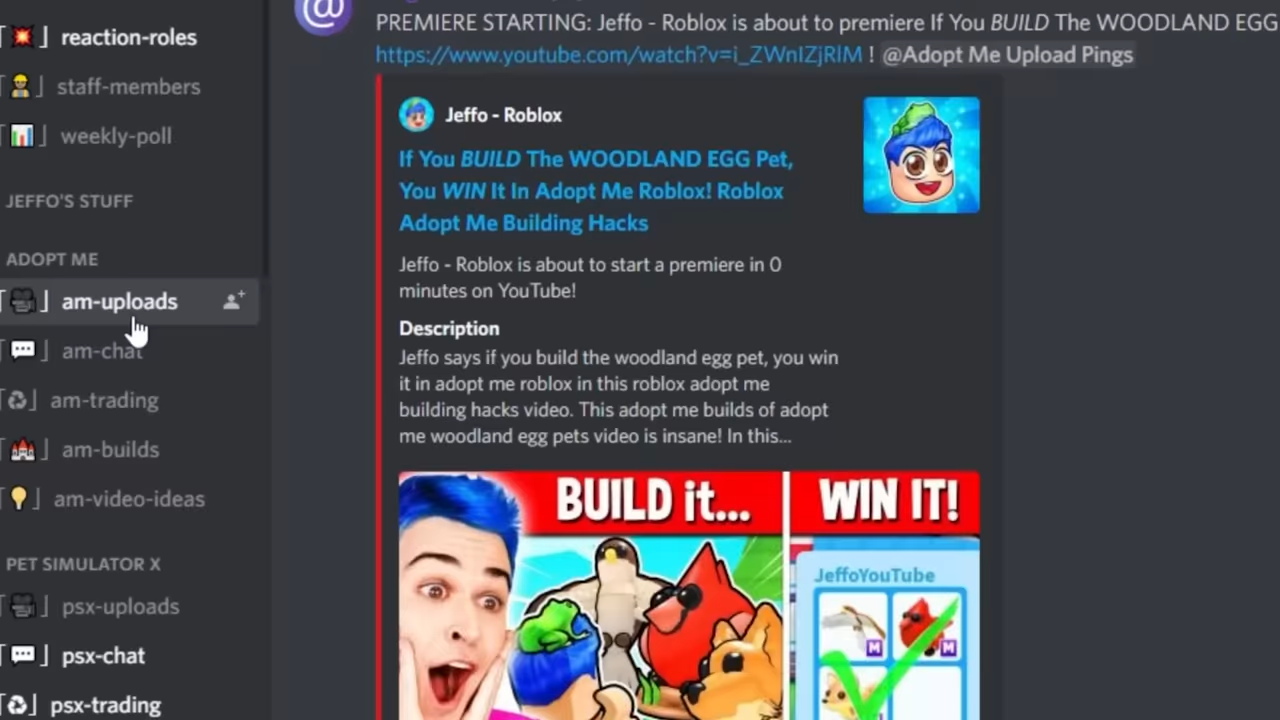 reaction-roles
staff-members
weekly-poll
JEFFO'S STUFF
ADOPT ME
am-uploads
am-chat
am-trading
am-builds
am-video-ideas
PET SIMULATOR X
psx-uploads
psx-chat
psx-trading
@
PREMIERE STARTING: Jeffo - Roblox is about to premiere If You BUILD The WOODLAND EGG
https://www.youtube.com/watch?v=i_ZWnIZjRlM ! @Adopt Me Upload Pings
Jeffo - Roblox
If You BUILD The WOODLAND EGG Pet,
You WIN It In Adopt Me Roblox! Roblox
Adopt Me Building Hacks
Jeffo - Roblox is about to start a premiere in 0
minutes on YouTube!
Description
Jeffo says if you build the woodland egg pet, you win
it in adopt me roblox in this roblox adopt me
building hacks video. This adopt me builds of adopt
me woodland egg pets video is insane! In this...
BUILD it...
WIN IT!
JeffoYouTube
M
M